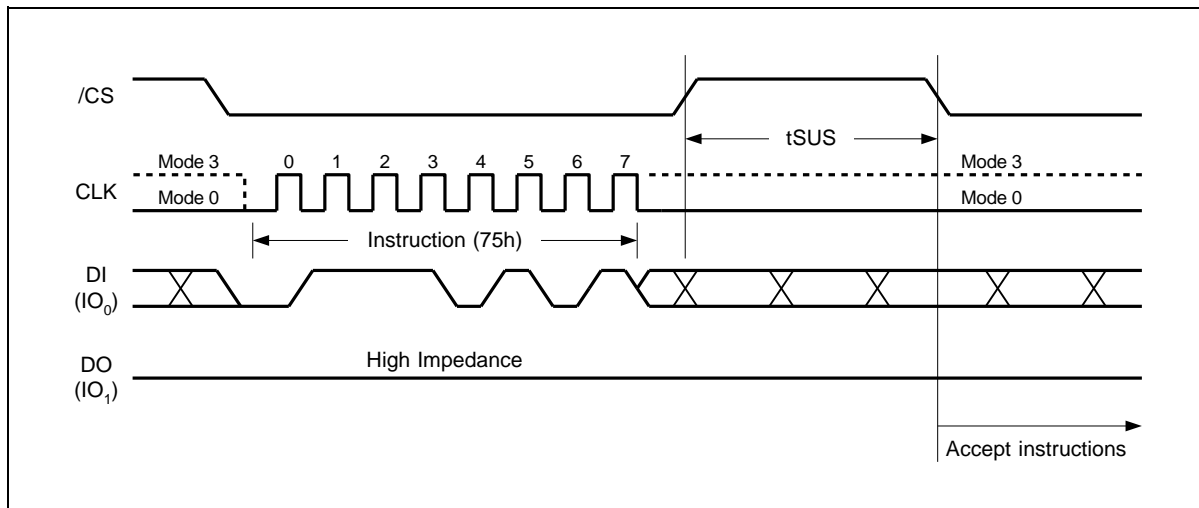 /CS
tSUS
Mode 3
0 1 2 3 4 5 6 7
Mode 3
CLK
Mode 0
Mode 0
Instruction (75h)
DI
(IO0)
High Impedance
DO
(IO1)
Accept instructions